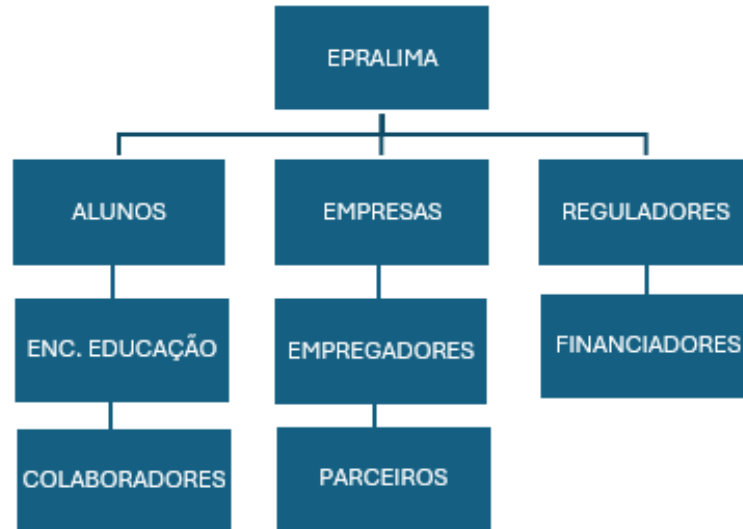 EPRALIMA
ALUNOS
EMPRESAS
REGULADORES
ENC. EDUCAÇÃO
EMPREGADORES
FINANCIADORES
COLABORADORES
PARCEIROS